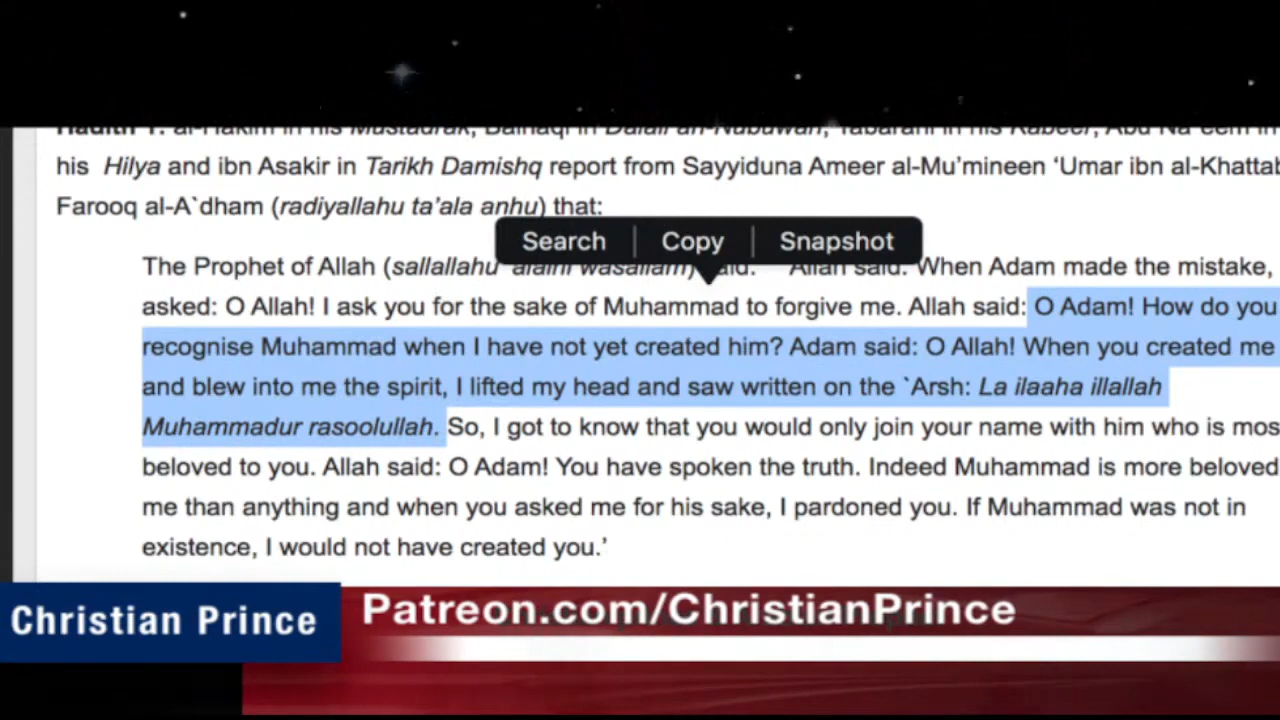 his Hilya and ibn Asakir in Tarikh Damishq report from Sayyiduna Ameer al-Mu’mineen ‘Umar ibn al-Khattab
Farooq al-A`dham (radiyallahu ta’ala anhu) that:
Search Copy Snapshot
The Prophet of Allah (sallallahu alaihi wasallam) said: Allah said: When Adam made the mistake,
asked: O Allah! I ask you for the sake of Muhammad to forgive me. Allah said: O Adam! How do you
recognise Muhammad when I have not yet created him? Adam said: O Allah! When you created me
and blew into me the spirit, I lifted my head and saw written on the `Arsh: La ilaaha illallah
Muhammadur rasoolullah. So, I got to know that you would only join your name with him who is mos
beloved to you. Allah said: O Adam! You have spoken the truth. Indeed Muhammad is more beloved
me than anything and when you asked me for his sake, I pardoned you. If Muhammad was not in
existence, I would not have created you.’
Christian Prince
Patreon.com/ChristianPrince